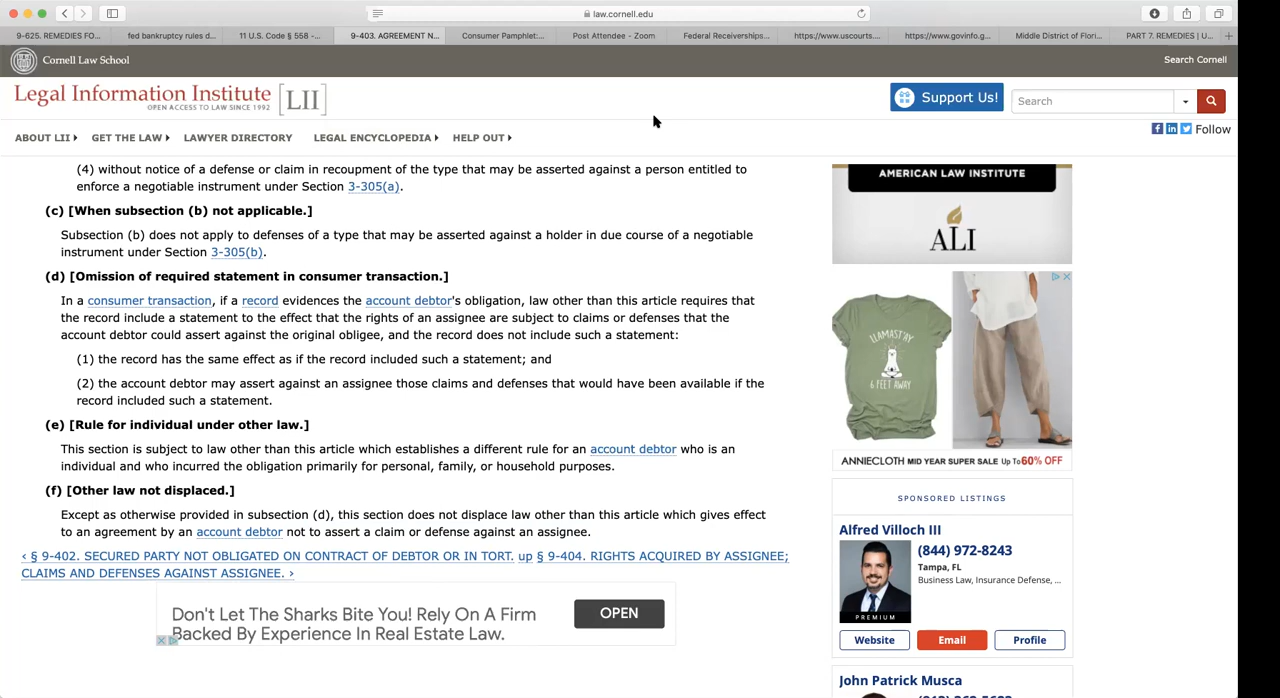 law.cornell.edu
9-625. REMEDIES FO...
fed bankruptcy rules d...
11 U.S. Code § 558 -...
9-403. AGREEMENT N...
Consumer Pamphlet:...
Post Attendee - Zoom
Federal Receiverships...
https://www.uscourts....
https://www.govinfo.g...
Middle District of Flori...
PART 7. REMEDIES | U...
Cornell Law School
Search Cornell
Legal Information Institute [LII]
OPEN ACCESS TO LAW SINCE 1992
Support Us!
Search
ABOUT LII
GET THE LAW
LAWYER DIRECTORY
LEGAL ENCYCLOPEDIA
HELP OUT
Follow
(4) without notice of a defense or claim in recoupment of the type that may be asserted against a person entitled to
enforce a negotiable instrument under Section 3-305(a).
(c) [When subsection (b) not applicable.]
Subsection (b) does not apply to defenses of a type that may be asserted against a holder in due course of a negotiable
instrument under Section 3-305(b).
(d) [Omission of required statement in consumer transaction.]
In a consumer transaction, if a record evidences the account debtor's obligation, law other than this article requires that
the record include a statement to the effect that the rights of an assignee are subject to claims or defenses that the
account debtor could assert against the original obligee, and the record does not include such a statement:
(1) the record has the same effect as if the record included such a statement; and
(2) the account debtor may assert against an assignee those claims and defenses that would have been available if the
record included such a statement.
(e) [Rule for individual under other law.]
This section is subject to law other than this article which establishes a different rule for an account debtor who is an
individual and who incurred the obligation primarily for personal, family, or household purposes.
(f) [Other law not displaced.]
Except as otherwise provided in subsection (d), this section does not displace law other than this article which gives effect
to an agreement by an account debtor not to assert a claim or defense against an assignee.
‹ § 9-402. SECURED PARTY NOT OBLIGATED ON CONTRACT OF DEBTOR OR IN TORT. up § 9-404. RIGHTS ACQUIRED BY ASSIGNEE;
CLAIMS AND DEFENSES AGAINST ASSIGNEE. ›
Don't Let The Sharks Bite You! Rely On A Firm
Backed By Experience In Real Estate Law.
OPEN
AMERICAN LAW INSTITUTE
ALI
LLAMAST'AY
6 FEET AWAY
ANNIECLOTH MID YEAR SUPER SALE Up To 60% OFF
SPONSORED LISTINGS
Alfred Villoch III
(844) 972-8243
Tampa, FL
Business Law, Insurance Defense, ...
PREMIUM
Website
Email
Profile
John Patrick Musca